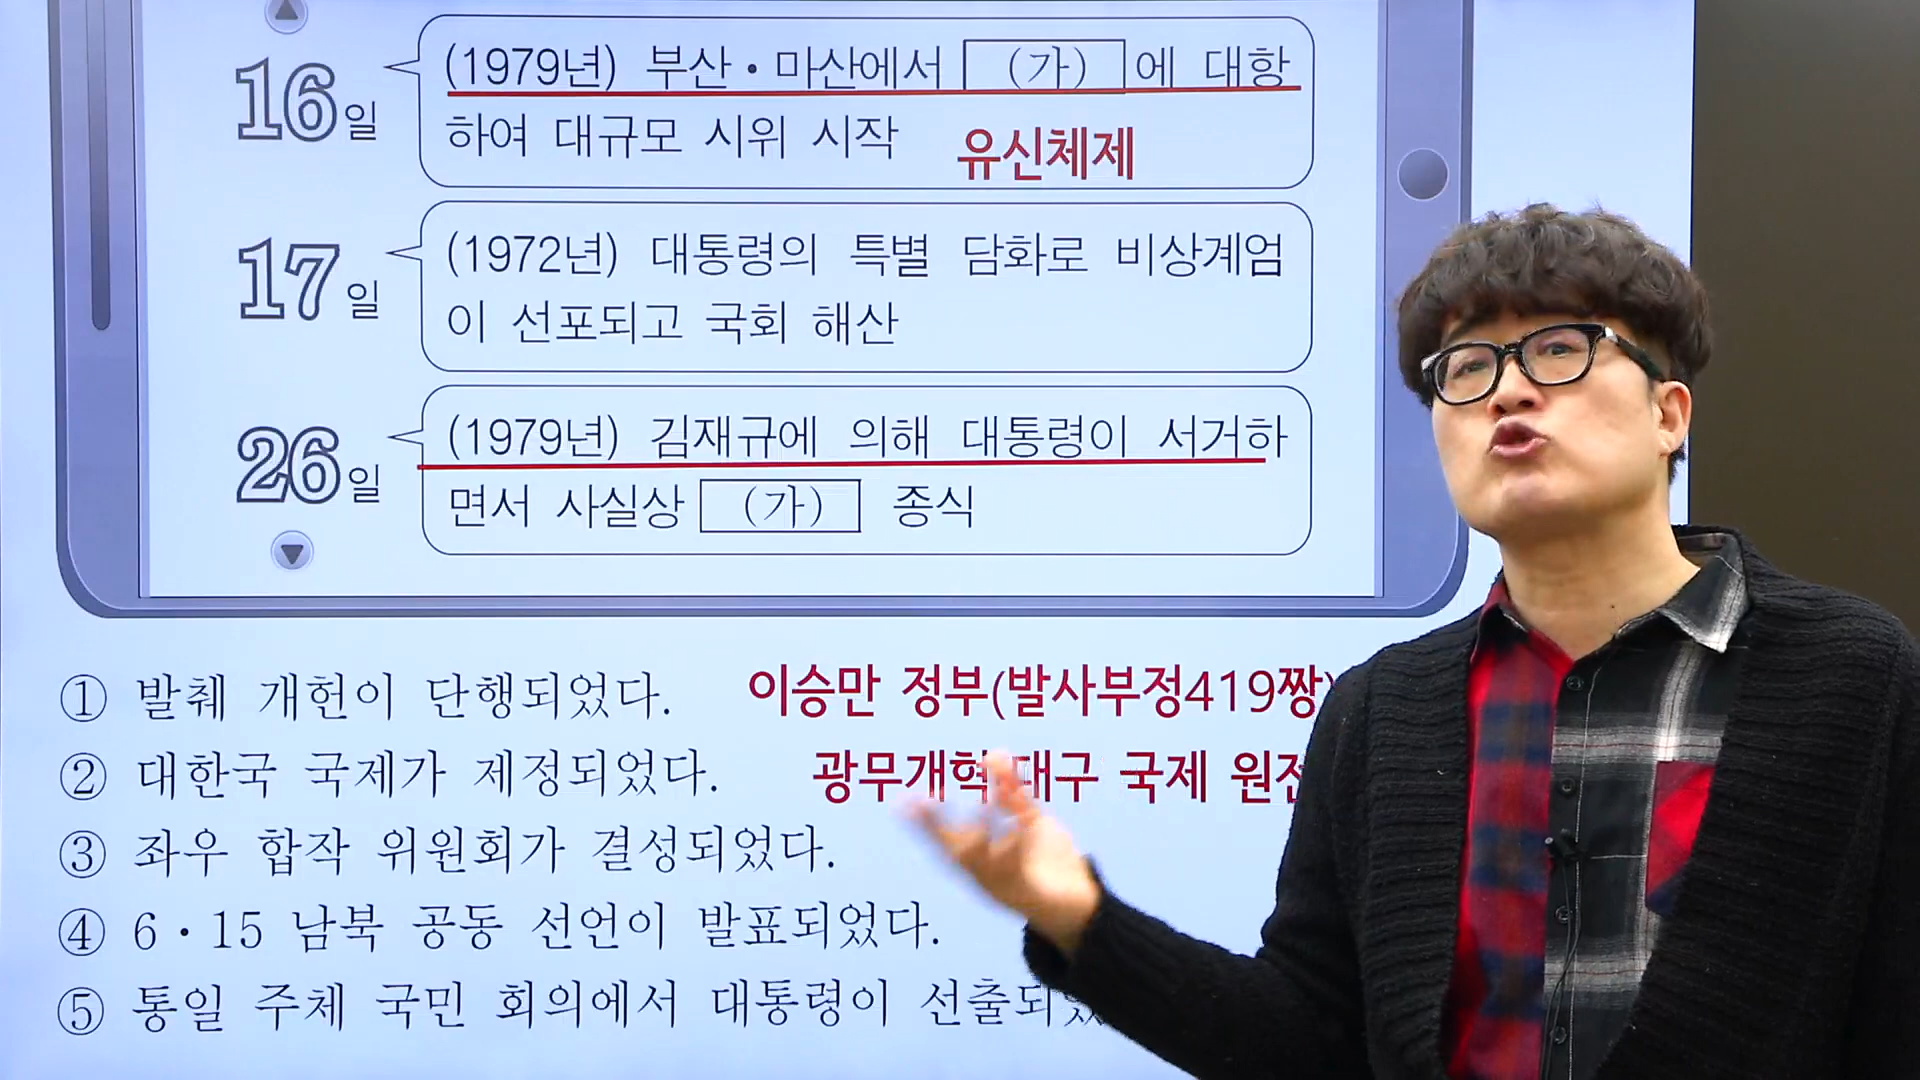 16일
(1979년) 부산·마산에서 (가) 에 대항
하여 대규모 시위 시작
유신체제
17일
(1972년) 대통령의 특별 담화로 비상계엄
이 선포되고 국회 해산
26일
(1979년) 김재규에 의해 대통령이 서거하
면서 사실상 (가) 종식
① 발췌 개헌이 단행되었다. 이승만 정부(발사부정419짱)
② 대한국 국제가 제정되었다. 광무개혁 대구 국제 원전
③ 좌우 합작 위원회가 결성되었다.
④ 6·15 남북 공동 선언이 발표되었다.
⑤ 통일 주체 국민 회의에서 대통령이 선출되었